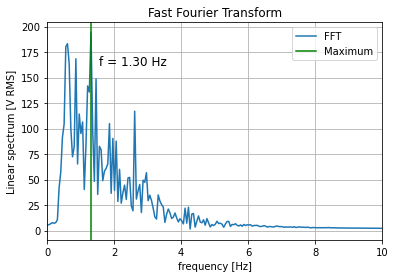 Fast Fourier Transform
200
175
150
125
100
75
50
25
0
Linear spectrum [V RMS]
f = 1.30 Hz
FFT
Maximum
0 2 4 6 8 10
frequency [Hz]